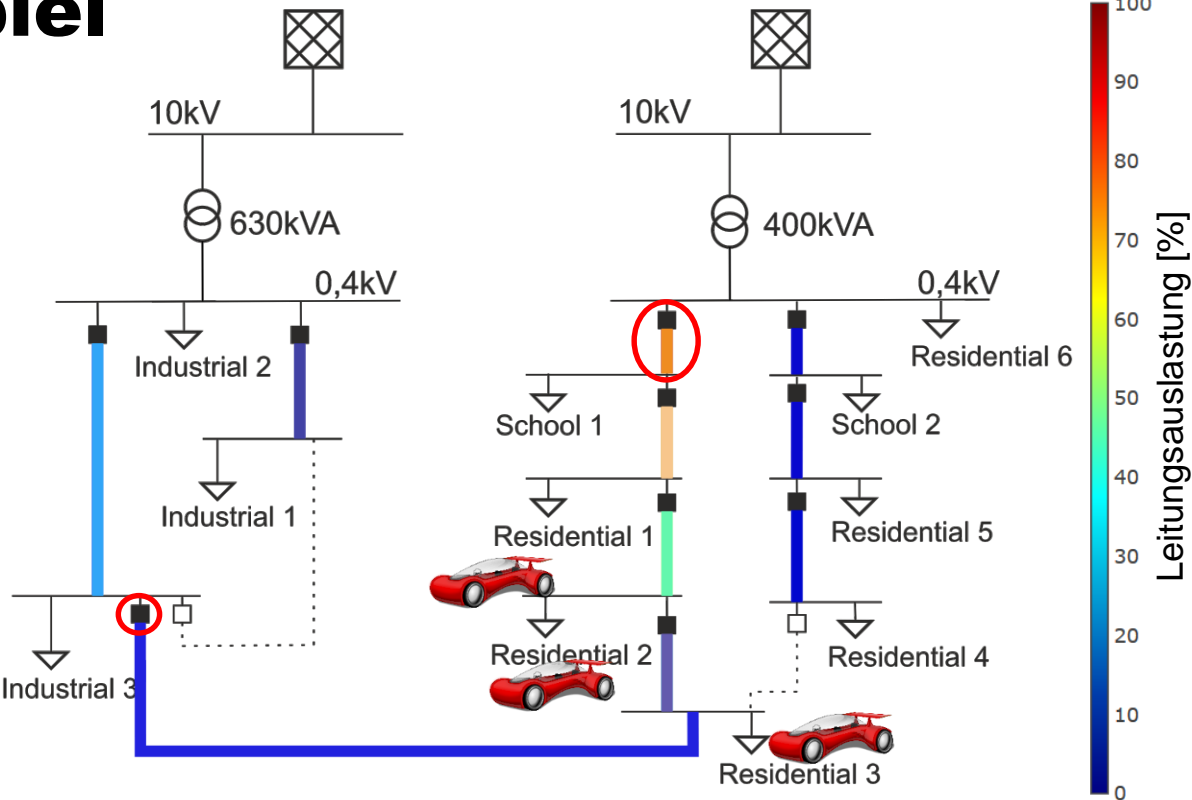 10kV
10kV
630kVA
400kVA
0,4kV
0,4kV
Industrial 2
Residential 6
School 1
School 2
Industrial 1
Residential 1
Residential 5
Residential 2
Residential 4
Industrial 3
Residential 3
100
90
80
70
60
50
40
30
20
10
0
Leitungsauslastung [%]